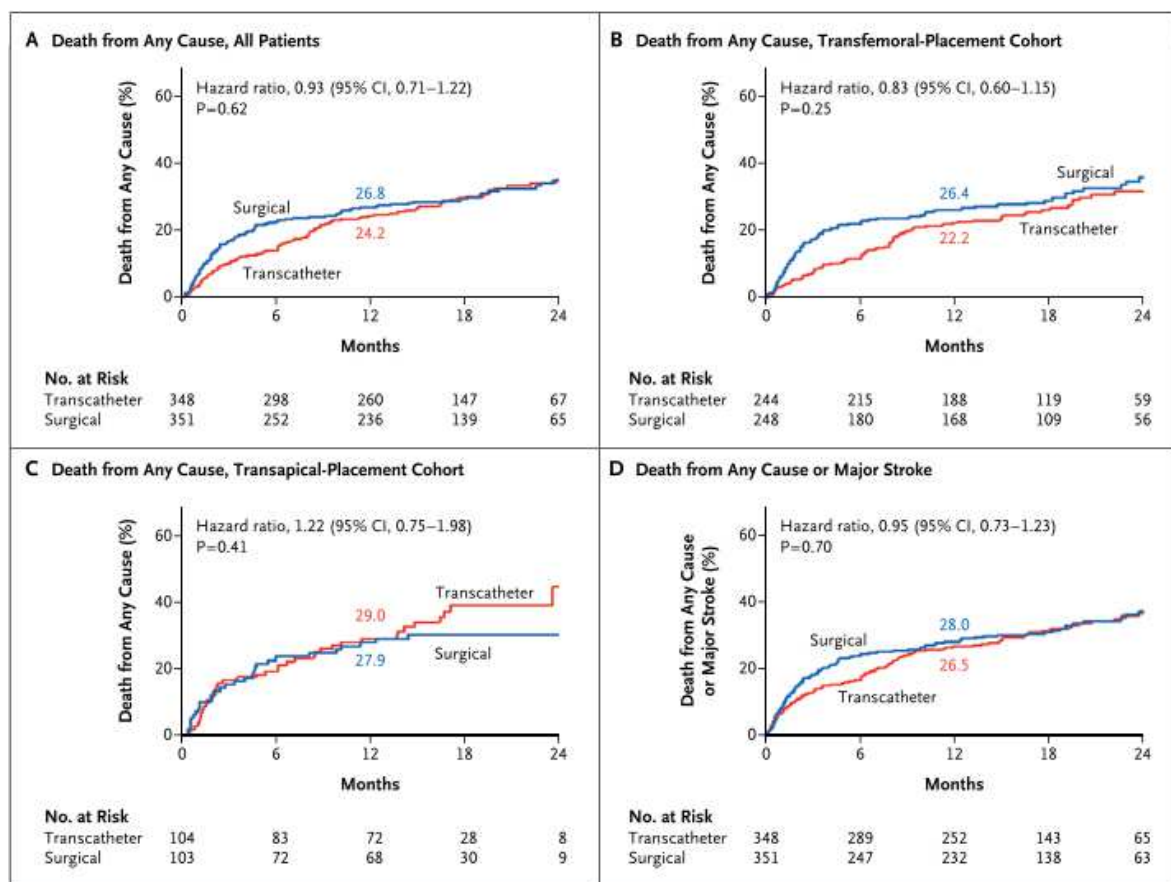 A Death from Any Cause, All Patients
Death from Any Cause (%)
60
40
20
0
Hazard ratio, 0.93 (95% CI, 0.71–1.22)
P=0.62
Surgical
26.8
24.2
Transcatheter
0 6 12 18 24
Months
No. at Risk
Transcatheter 348 298 260 147 67
Surgical 351 252 236 139 65
B Death from Any Cause, Transfemoral-Placement Cohort
Death from Any Cause (%)
60
40
20
0
Hazard ratio, 0.83 (95% CI, 0.60–1.15)
P=0.25
Surgical
26.4
22.2
Transcatheter
0 6 12 18 24
Months
No. at Risk
Transcatheter 244 215 188 119 59
Surgical 248 180 168 109 56
C Death from Any Cause, Transapical-Placement Cohort
Death from Any Cause (%)
60
40
20
0
Hazard ratio, 1.22 (95% CI, 0.75–1.98)
P=0.41
Transcatheter
29.0
27.9
Surgical
0 6 12 18 24
Months
No. at Risk
Transcatheter 104 83 72 28 8
Surgical 103 72 68 30 9
D Death from Any Cause or Major Stroke
Death from Any Cause
or Major Stroke (%)
60
40
20
0
Hazard ratio, 0.95 (95% CI, 0.73–1.23)
P=0.70
Surgical
28.0
26.5
Transcatheter
0 6 12 18 24
Months
No. at Risk
Transcatheter 348 289 252 143 65
Surgical 351 247 232 138 63